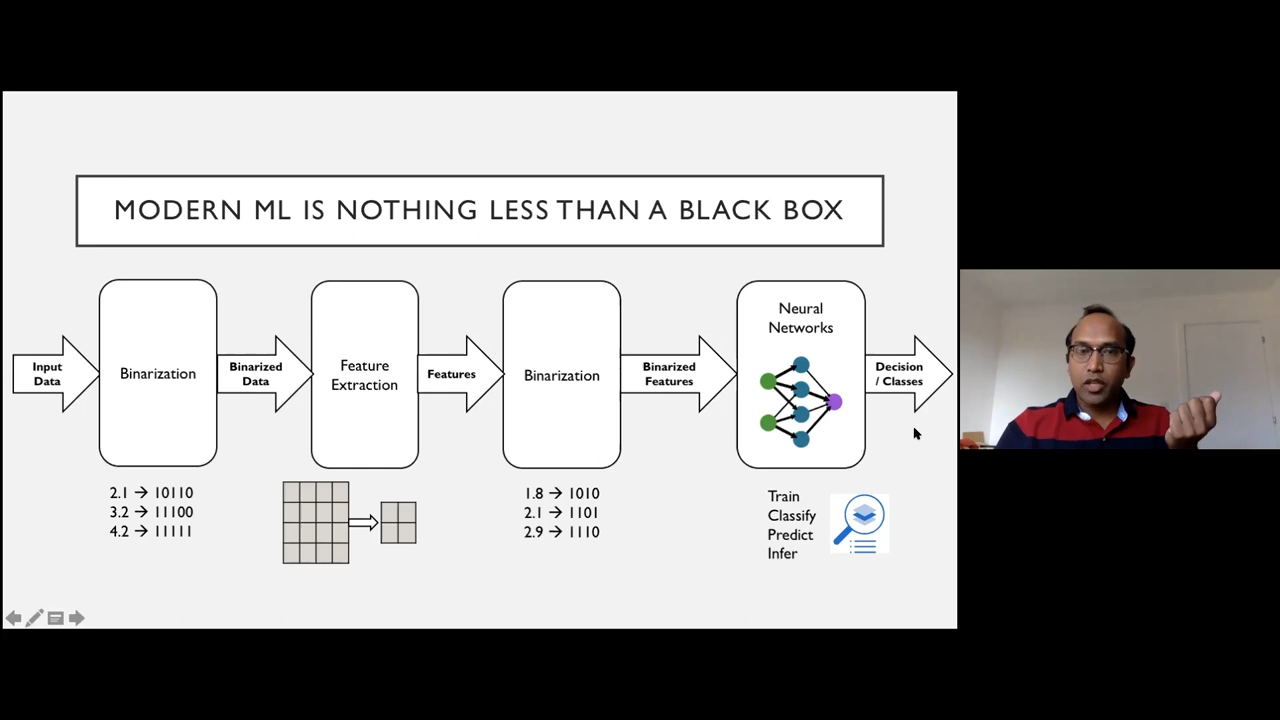 MODERN ML IS NOTHING LESS THAN A BLACK BOX
Input
Data
Binarization
Binarized
Data
Feature
Extraction
Features
Binarization
Binarized
Features
Neural
Networks
Decision
/ Classes
2.1 → 10110
3.2 → 11100
4.2 → 11111
1.8 → 1010
2.1 → 1101
2.9 → 1110
Train
Classify
Predict
Infer